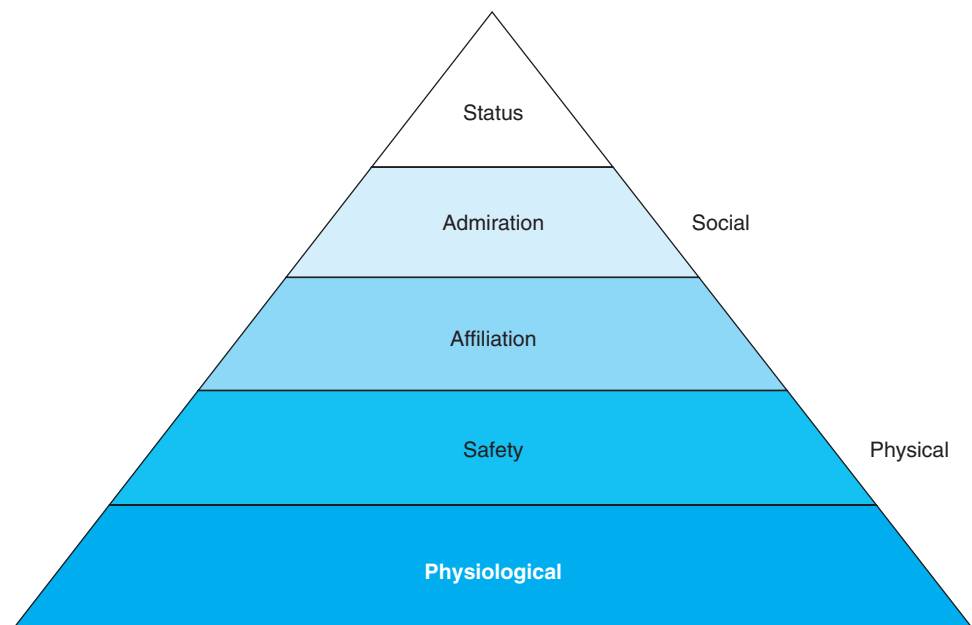 Status
Admiration
Social
Affiliation
Safety
Physical
Physiological